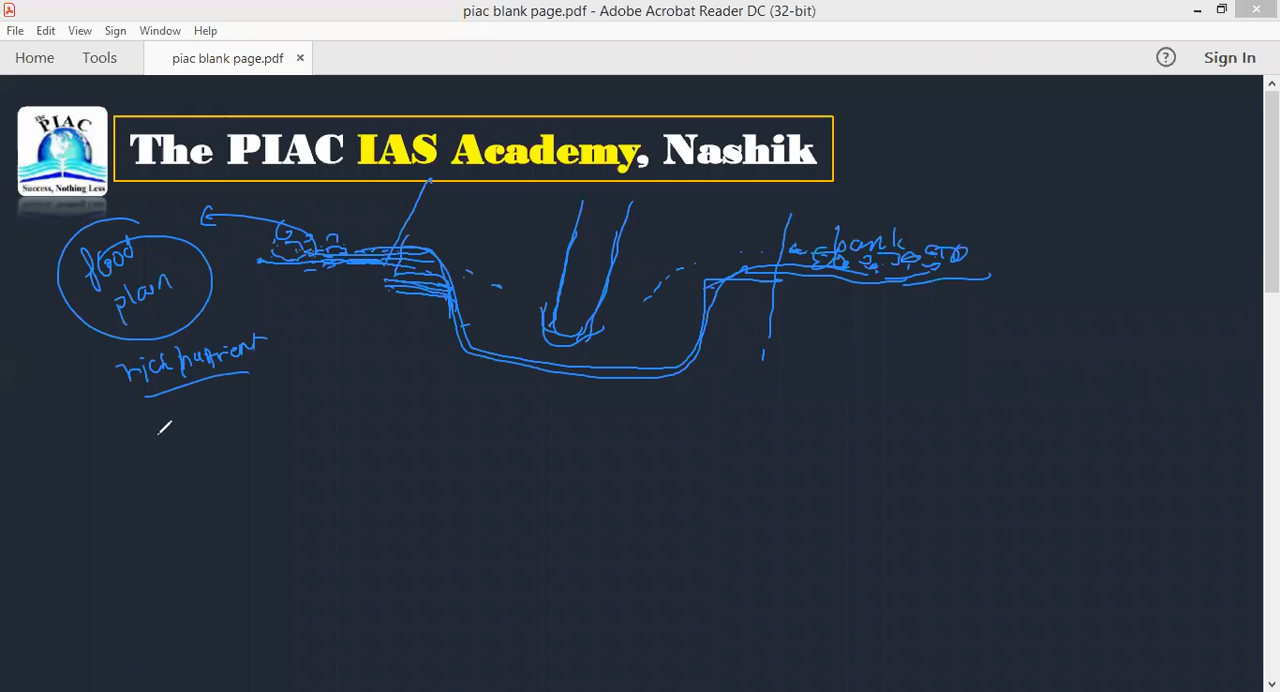 piac blank page.pdf - Adobe Acrobat Reader DC (32-bit)
File Edit View Sign Window Help
Home Tools piac blank page.pdf × ? Sign In
The PIAC
Success, Nothing Less
The PIAC IAS Academy, Nashik
bank
flood
plain
rich nutrient